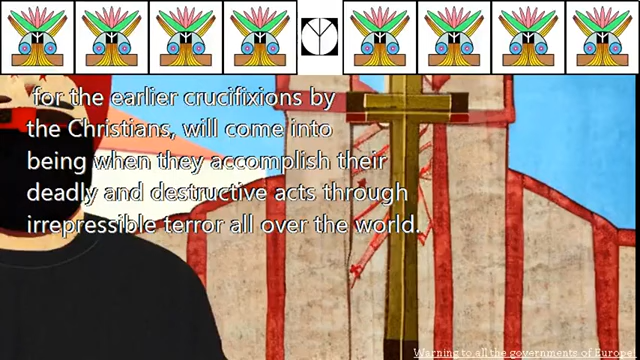 for the earlier crucifixions by
the Christians, will come into
being when they accomplish their
deadly and destructive acts through
irrepressible terror all over the world.
Warning to all the governments of Europe.